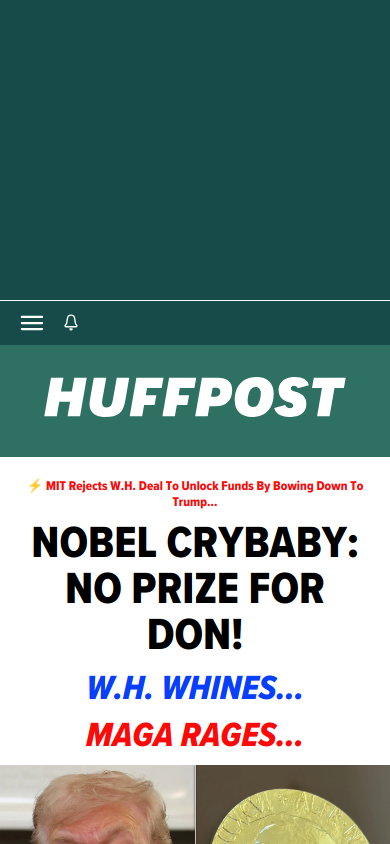 HUFFPOST
⚡ MIT Rejects W.H. Deal To Unlock Funds By Bowing Down To
Trump...
NOBEL CRYBABY:
NO PRIZE FOR
DON!
W.H. WHINES...
MAGA RAGES...